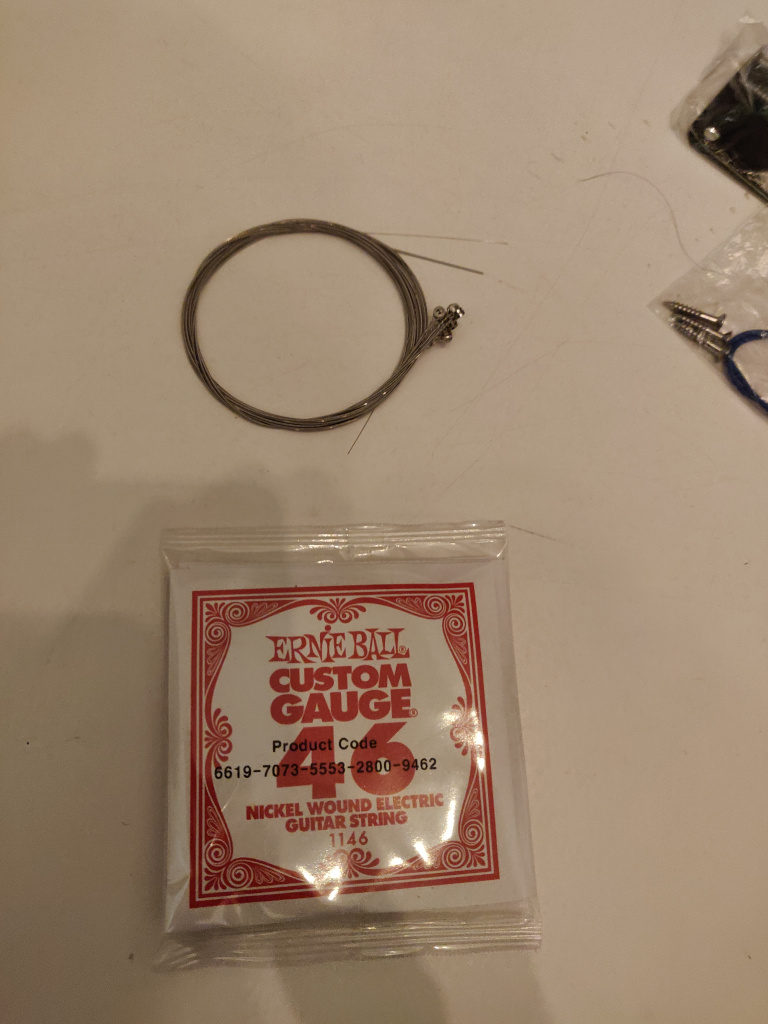 ERNIE BALL®
CUSTOM
GAUGE®
46
Product Code
6619-7073-5553-2800-9462
NICKEL WOUND ELECTRIC
GUITAR STRING
1146